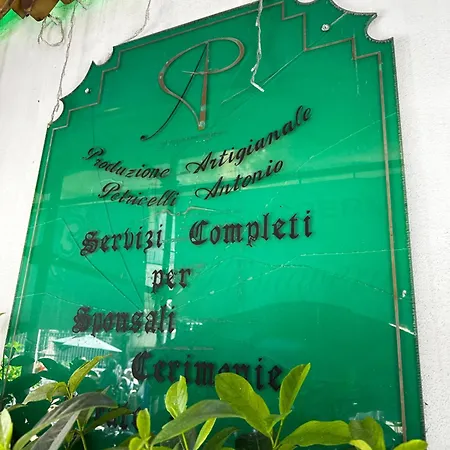 AP
Produzione Artigianale
Petricelli Antonio
Servizi Completi
per
Sponsali
Cerimonie